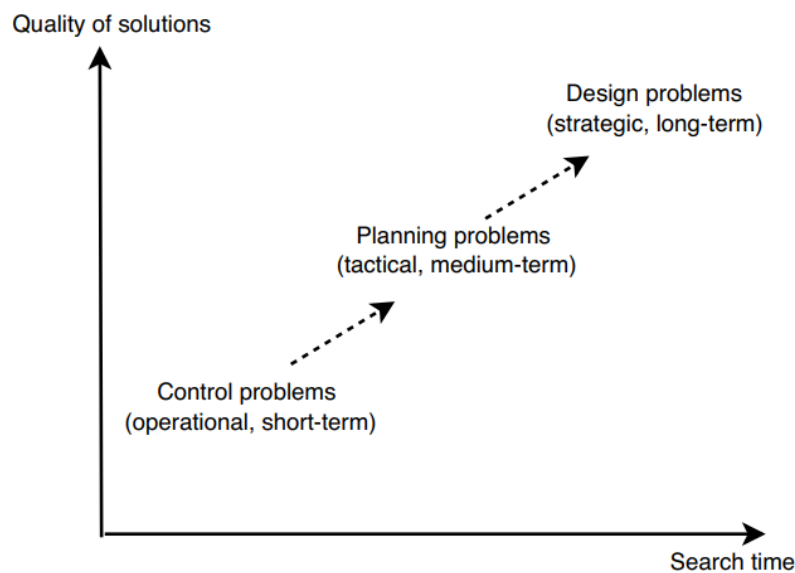 Quality of solutions
Design problems
(strategic, long-term)
Planning problems
(tactical, medium-term)
Control problems
(operational, short-term)
Search time